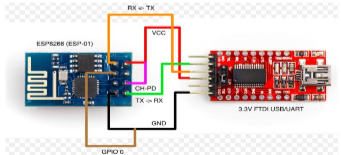 RX => TX
VCC
ESP8266 (ESP-01)
CH-PD
TX -> RX
3.3V FTDI USB/UART
GND
GPIO 0